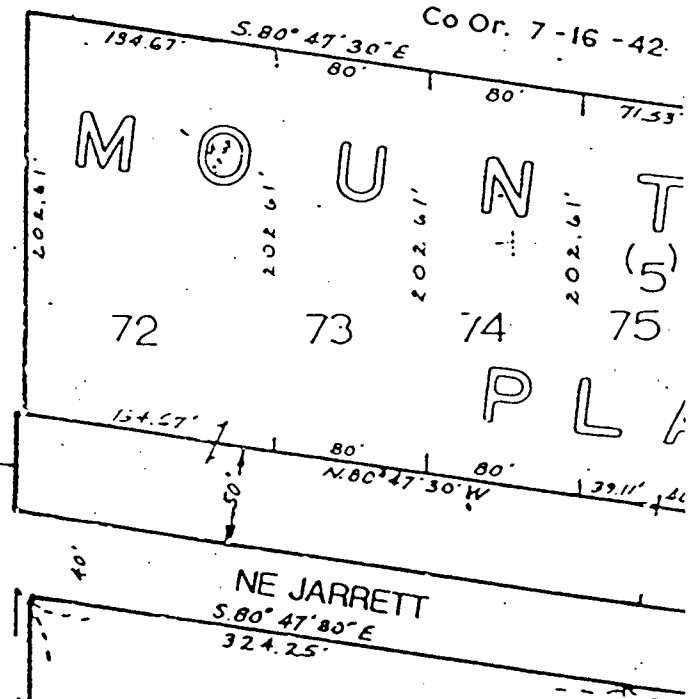 Co Or. 7-16-42
S.80° 47' 30" E
134.67'
80'
80'
71.53'
M O U N T
202.61'
202.61'
202.61'
202.61'
(5)
72 73 74 75
P L A
134.67'
80'
80'
39.11'
N.80° 47' 30" W
50'
40'
NE JARRETT
S.80° 47' 30" E
324.25'